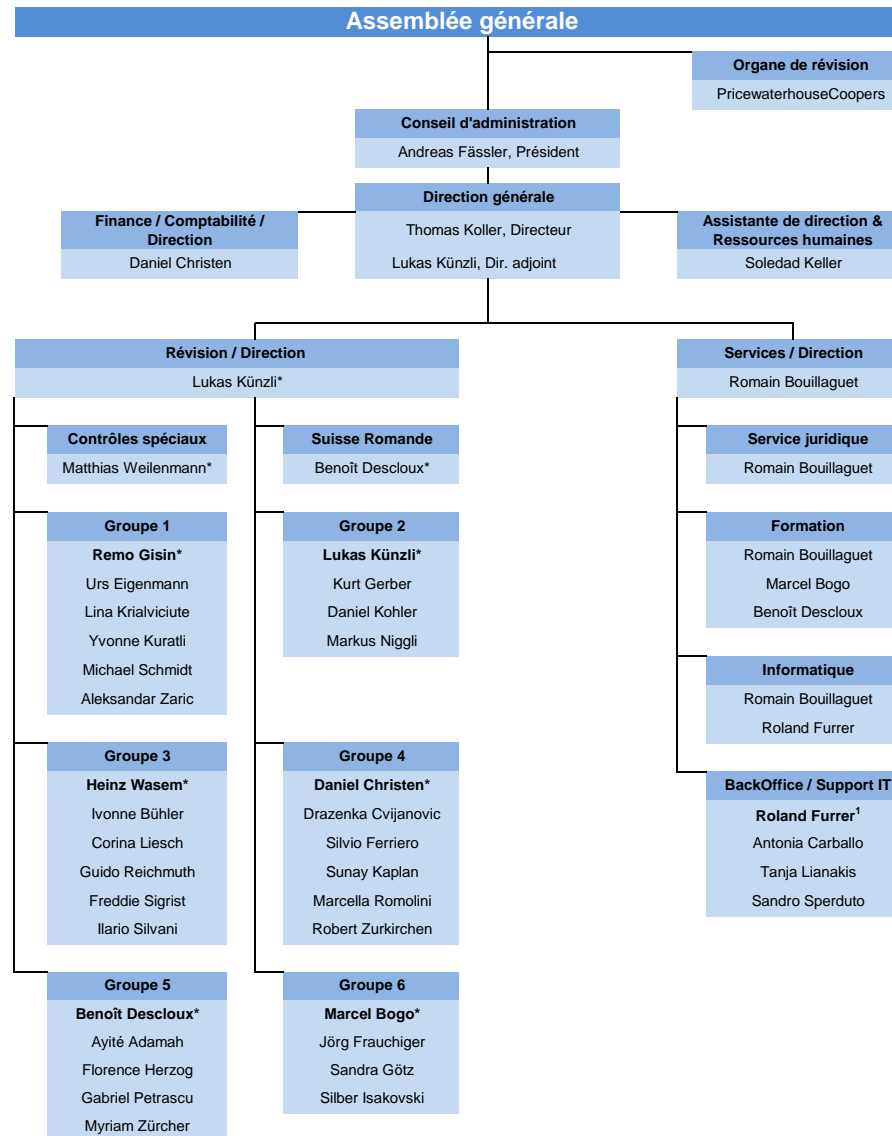 Assemblée générale
Organe de révision
PricewaterhouseCoopers
Conseil d'administration
Andreas Fässler, Président
Direction générale
Thomas Koller, Directeur
Lukas Künzli, Dir. adjoint
Finance / Comptabilité /
Direction
Daniel Christen
Assistante de direction &
Ressources humaines
Soledad Keller
Révision / Direction
Lukas Künzli*
Services / Direction
Romain Bouillaguet
Contrôles spéciaux
Matthias Weilenmann*
Suisse Romande
Benoît Descloux*
Service juridique
Romain Bouillaguet
Groupe 1
Remo Gisin*
Urs Eigenmann
Lina Krialviciute
Yvonne Kuratli
Michael Schmidt
Aleksandar Zaric
Groupe 2
Lukas Künzli*
Kurt Gerber
Daniel Kohler
Markus Niggli
Formation
Romain Bouillaguet
Marcel Bogo
Benoît Descloux
Informatique
Romain Bouillaguet
Roland Furrer
Groupe 3
Heinz Wasem*
Ivonne Bühler
Corina Liesch
Guido Reichmuth
Freddie Sigrist
Ilario Silvani
Groupe 4
Daniel Christen*
Drazenka Cvijanovic
Silvio Ferriero
Sunay Kaplan
Marcella Romolini
Robert Zurkirchen
BackOffice / Support IT
Roland Furrer¹
Antonia Carballo
Tanja Lianakis
Sandro Sperduto
Groupe 5
Benoît Descloux*
Ayité Adamah
Florence Herzog
Gabriel Petrascu
Myriam Zürcher
Groupe 6
Marcel Bogo*
Jörg Frauchiger
Sandra Götz
Silber Isakovski